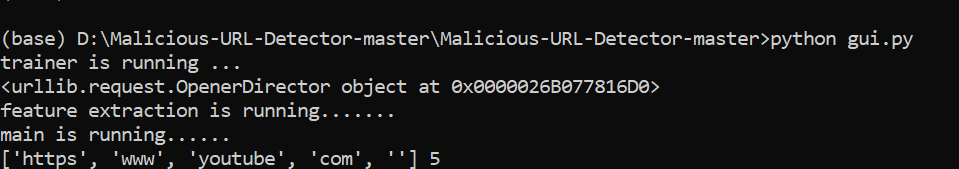 (base) D:\Malicious-URL-Detector-master\Malicious-URL-Detector-master>python gui.py
trainer is running ...
<urllib.request.OpenerDirector object at 0x0000026B077816D0>
feature extraction is running.......
main is running......
['https', 'www', 'youtube', 'com', ''] 5